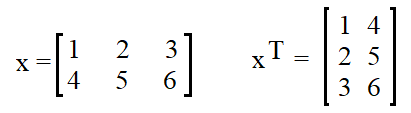 x = [1 2 3
4 5 6]
x^T = [1 4
2 5
3 6]